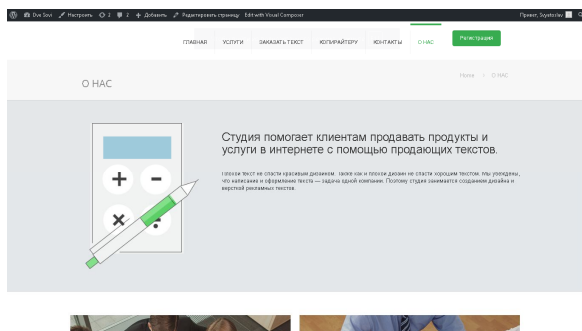 Dve Sovi Настроить 2 2 Добавить Редактировать страницу Edit with Visual Composer Привет, Svyatoslav
ГЛАВНАЯ УСЛУГИ ЗАКАЗАТЬ ТЕКСТ КОПИРАЙТЕРУ КОНТАКТЫ О НАС Регистрация
О НАС Home О НАС
Студия помогает клиентам продавать продукты и
услуги в интернете с помощью продающих текстов.
Плохой текст не спасти красивым дизайном, также как и плохой дизайн не спасти хорошим текстом. Мы убеждены,
что написание и оформление текста — задача одной компании. Поэтому студия занимается созданием дизайна и
версткой рекламных текстов.